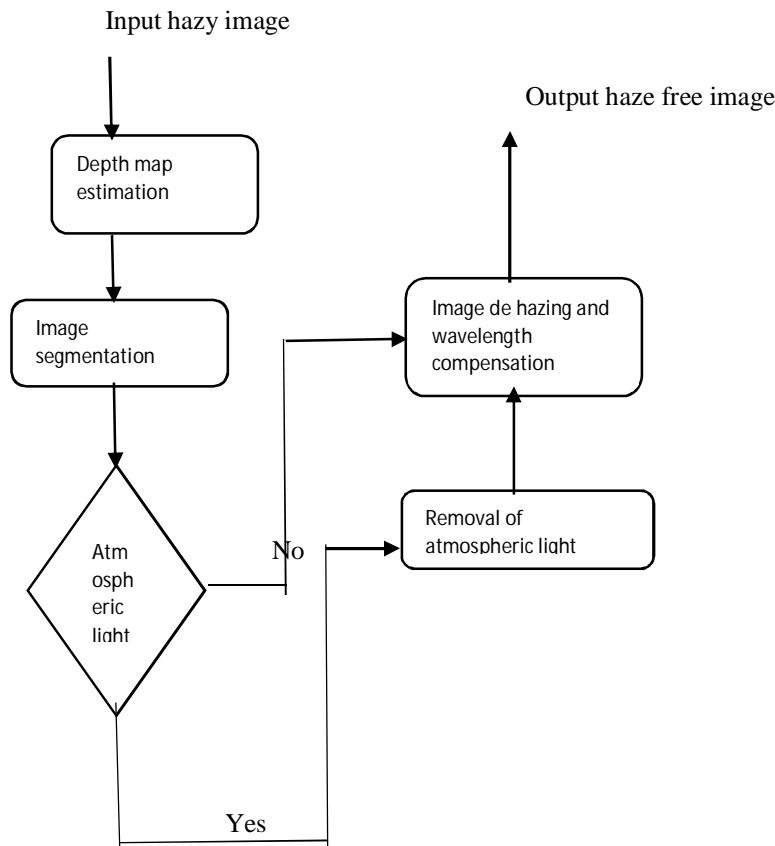 Input hazy image
Depth map
estimation
Image
segmentation
Atm
osph
eric
light
No
Yes
Removal of
atmospheric light
Image de hazing and
wavelength
compensation
Output haze free image